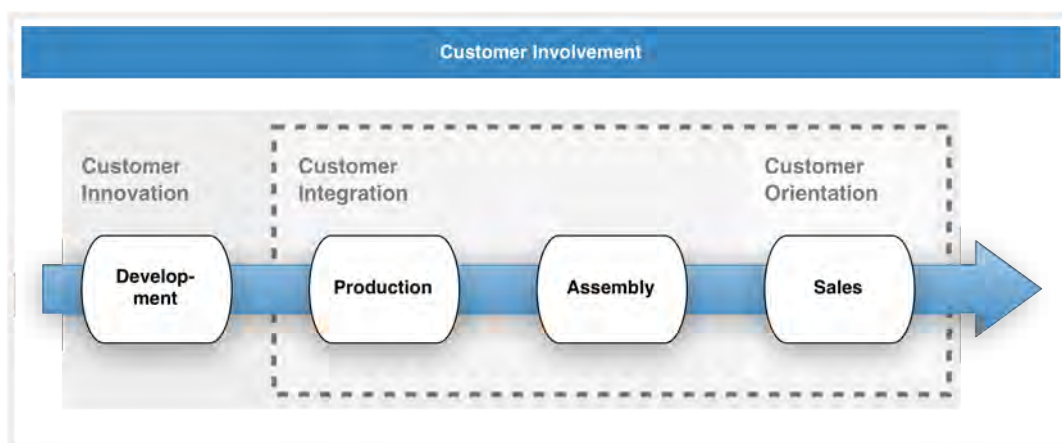 Customer Involvement
Customer
Innovation
Customer
Integration
Customer
Orientation
Develop-
ment
Production
Assembly
Sales